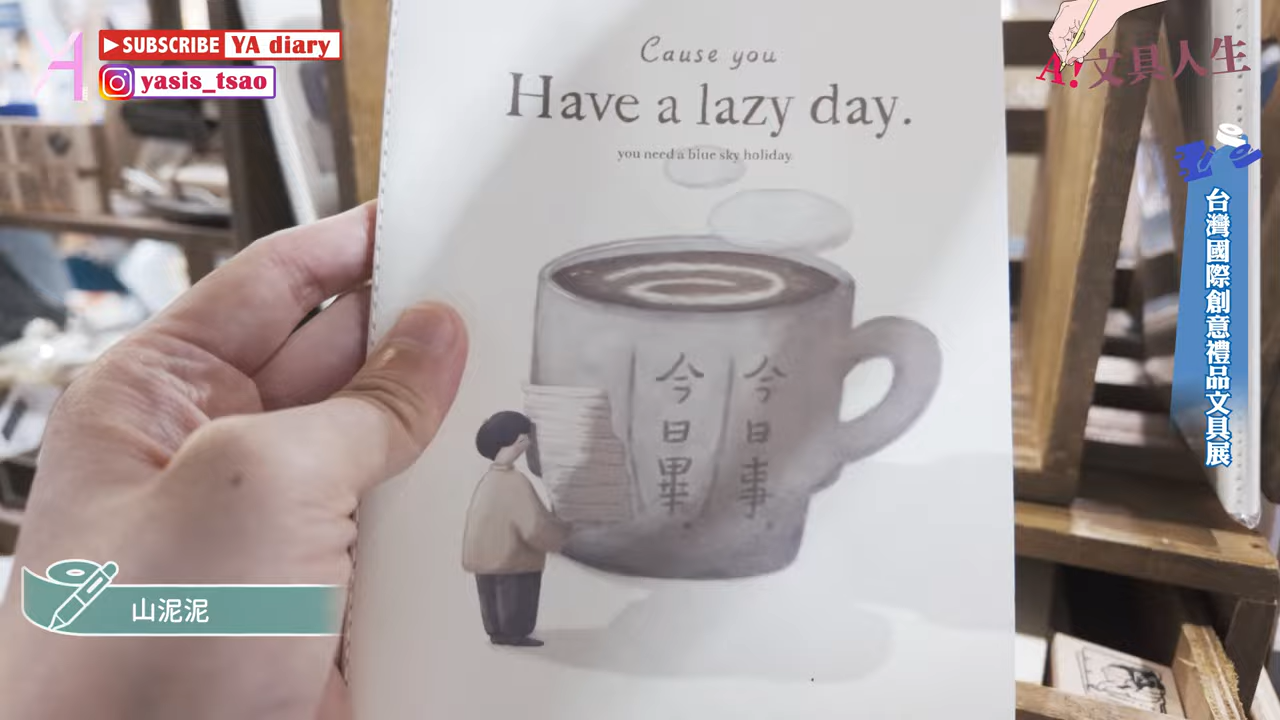 SUBSCRIBE YA diary
yasis_tsao
A!文具人生
台灣國際創意禮品文具展
Cause you
Have a lazy day.
you need a blue sky holiday.
今日事
今日畢
山泥泥